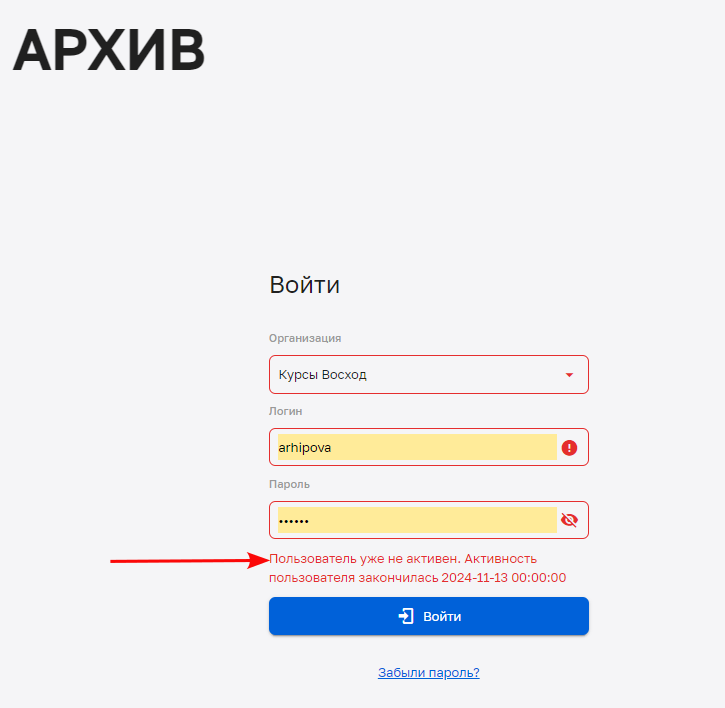 АРХИВ
Войти
Организация
Курсы Восход
Логин
arhipova
Пароль
••••••
Пользователь уже не активен. Активность
пользователя закончилась 2024-11-13 00:00:00
Войти
Забыли пароль?